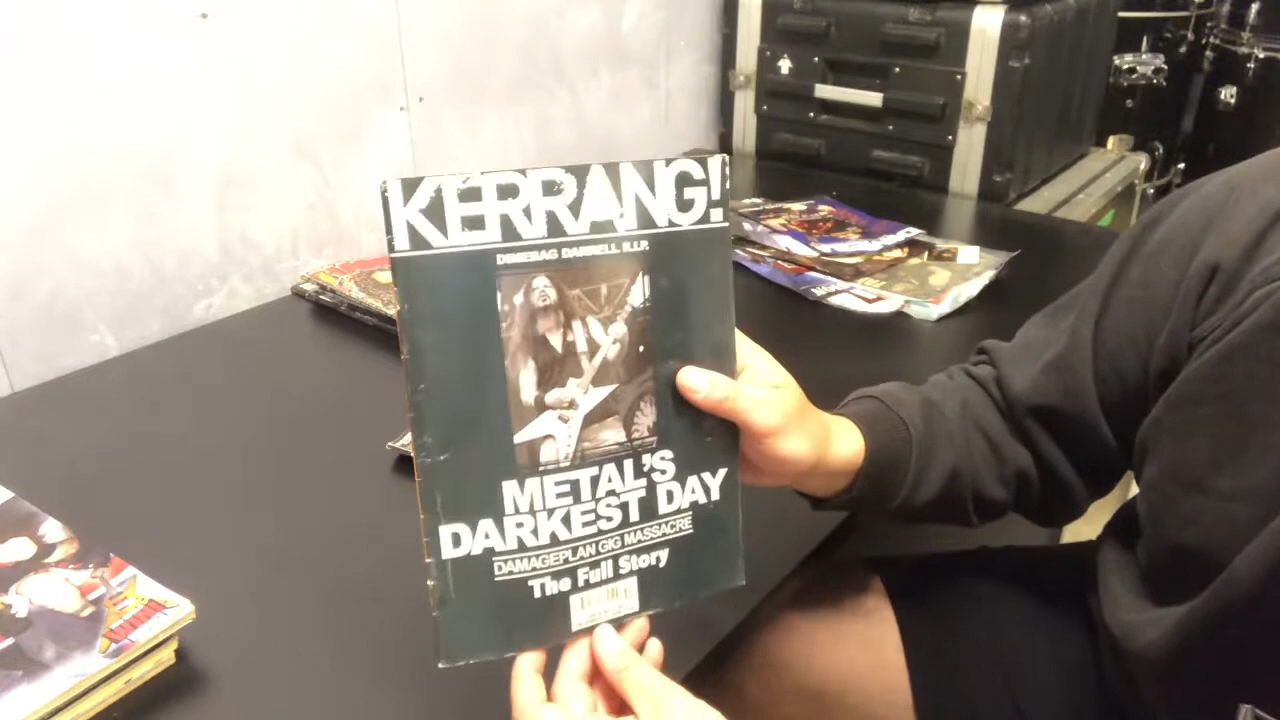 KERRANG!
DIMEBAG DARRELL R.I.P.
METAL'S
DARKEST DAY
DAMAGEPLAN GIG MASSACRE
The Full Story